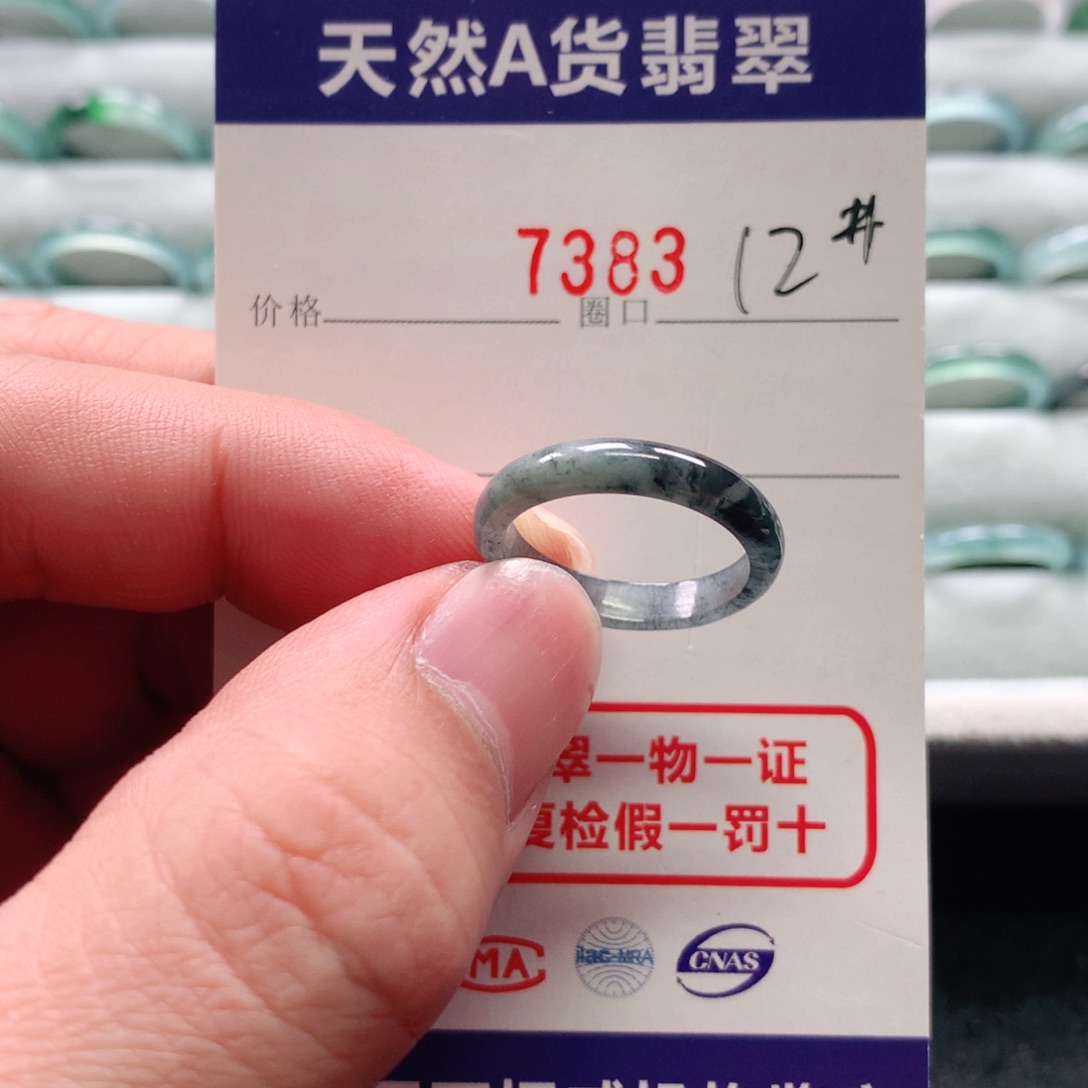 天然A货翡翠
7383 12#
价格 圈口
翠一物一证
复检假一罚十
MA ilac-MRA CNAS